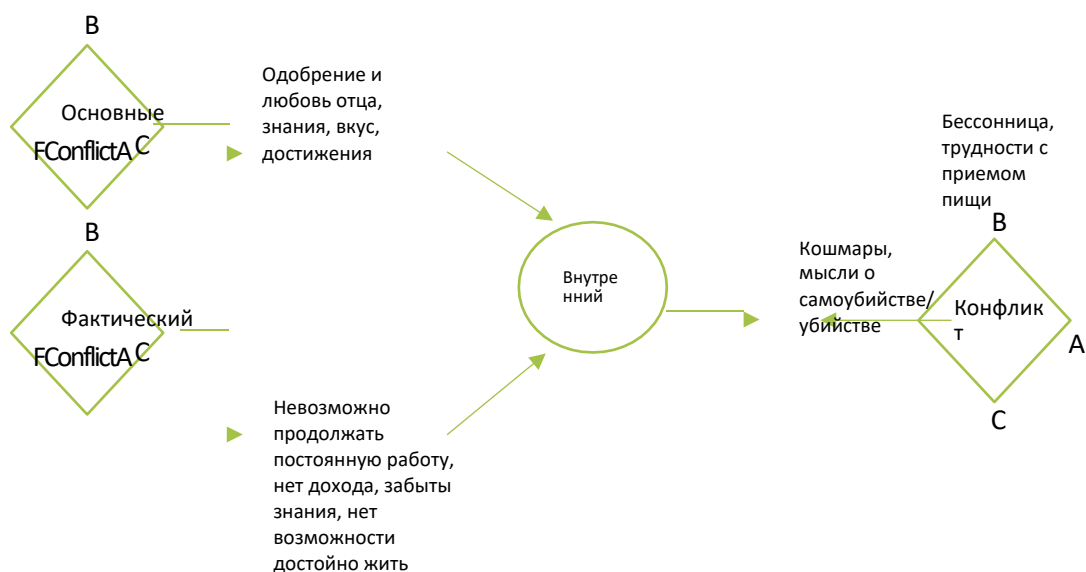 B
Основные
FConflictA C
Одобрение и
любовь отца,
знания, вкус,
достижения
B
Фактический
FConflictA C
Невозможно
продолжать
постоянную работу,
нет дохода, забыты
знания, нет
возможности
достойно жить
Внутре
нний
Кошмары,
мысли о
самоубийстве/
убийстве
Бессонница,
трудности с
приемом
пищи
B
Конфлик
т
A
C